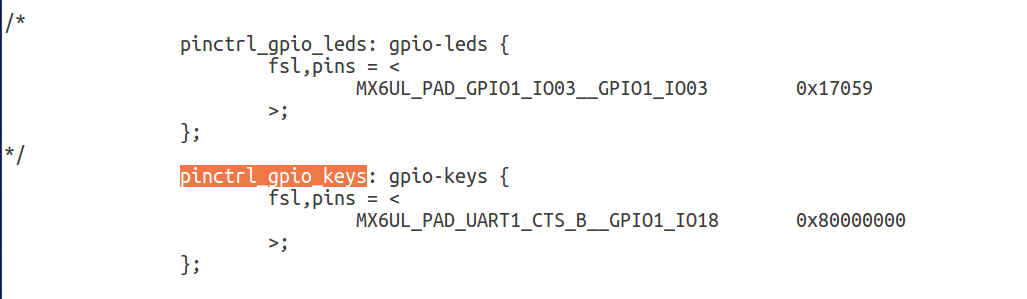 /*
pinctrl_gpio_leds: gpio-leds {
fsl,pins = <
MX6UL_PAD_GPIO1_IO03__GPIO1_IO03 0x17059
>;
};
*/
pinctrl_gpio_keys: gpio-keys {
fsl,pins = <
MX6UL_PAD_UART1_CTS_B__GPIO1_IO18 0x80000000
>;
};